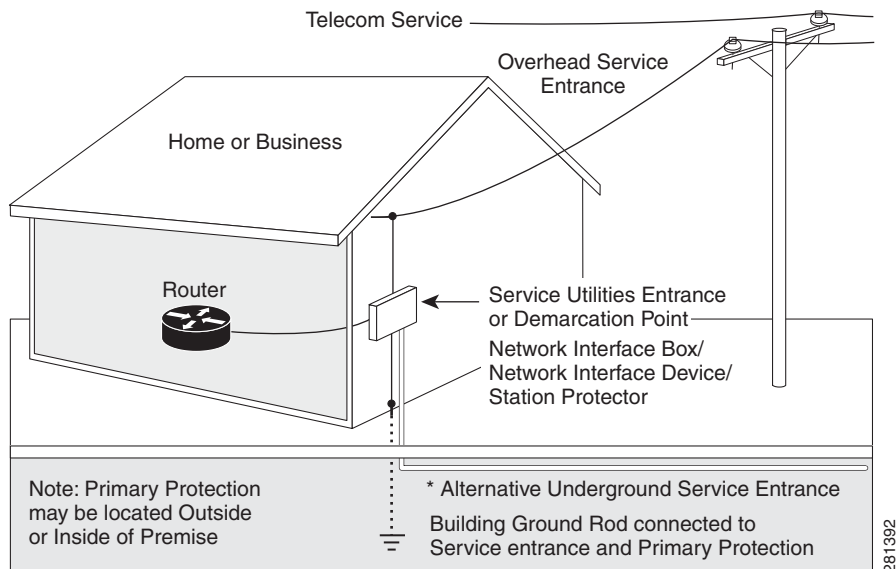 Telecom Service
Overhead Service
Entrance
Home or Business
Router
Service Utilities Entrance
or Demarcation Point
Network Interface Box/
Network Interface Device/
Station Protector
Note: Primary Protection
may be located Outside
or Inside of Premise
* Alternative Underground Service Entrance
Building Ground Rod connected to
Service entrance and Primary Protection
281392